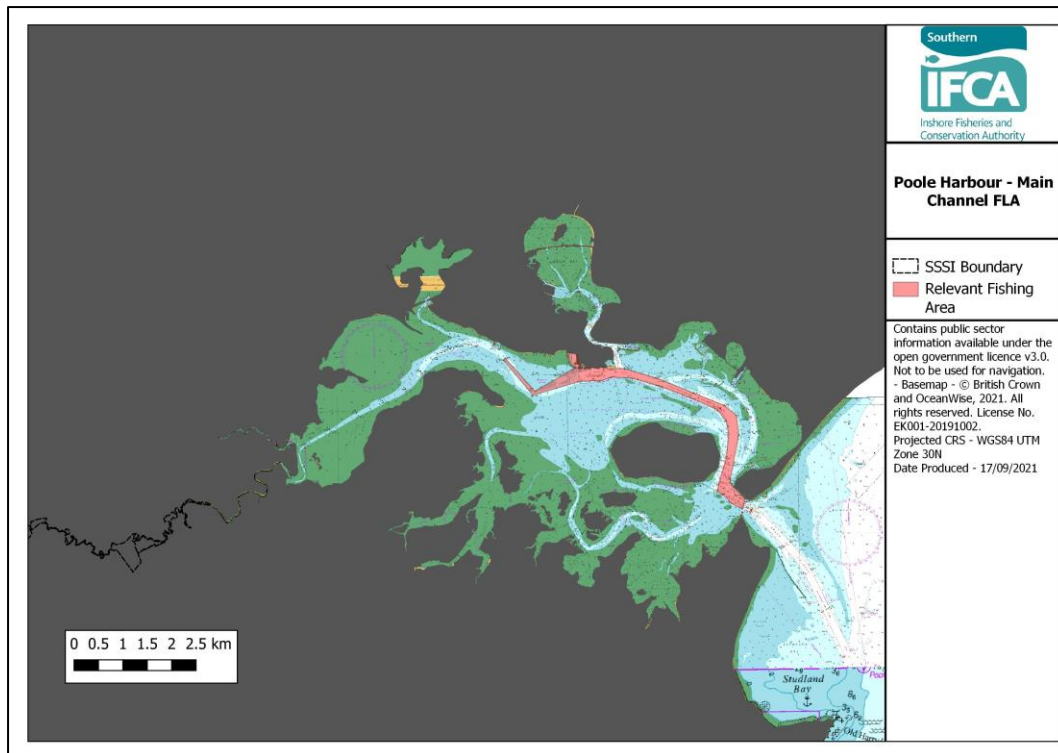 Southern
IFCA
Inshore Fisheries and
Conservation Authority
Poole Harbour - Main
Channel FLA
SSSI Boundary
Relevant Fishing
Area
Contains public sector
information available under the
open government licence v3.0.
Not to be used for navigation.
- Basemap - © British Crown
and OceanWise, 2021. All
rights reserved. License No.
EK001-20191002.
Projected CRS - WGS84 UTM
Zone 30N
Date Produced - 17/09/2021
0 0.5 1 1.5 2 2.5 km
Studland
Bay